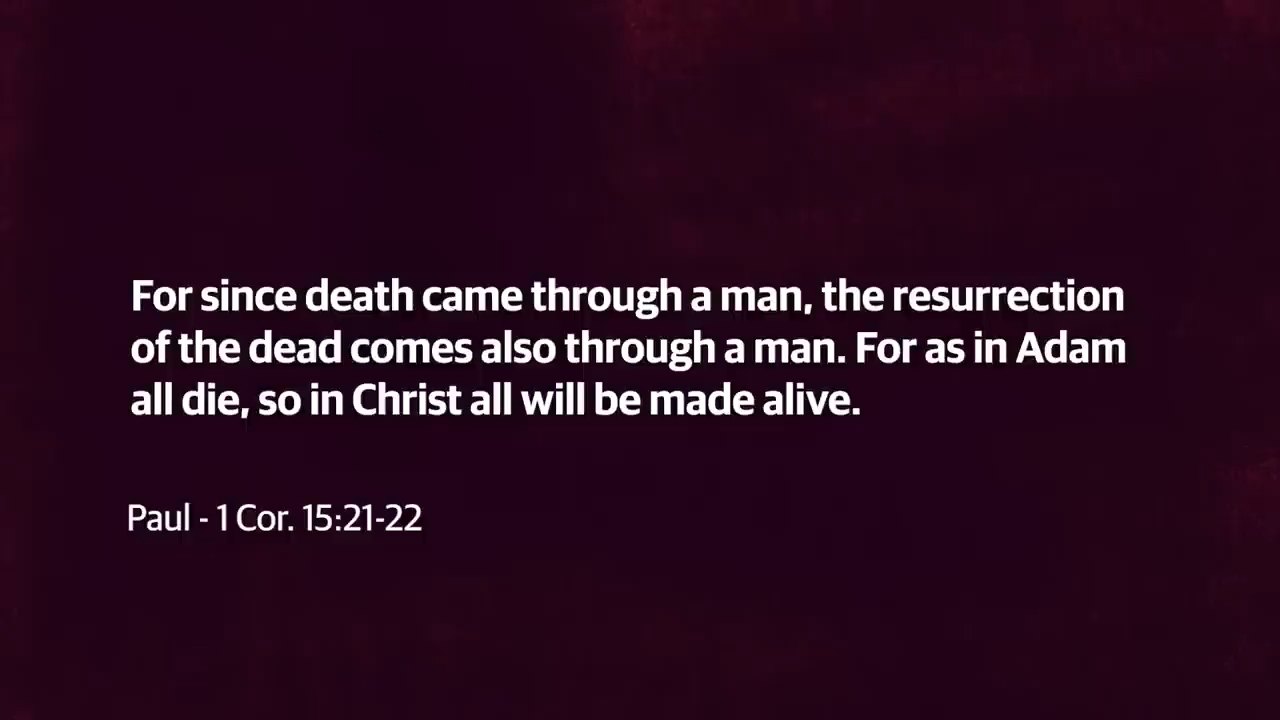 For since death came through a man, the resurrection
of the dead comes also through a man. For as in Adam
all die, so in Christ all will be made alive.
Paul - 1 Cor. 15:21-22